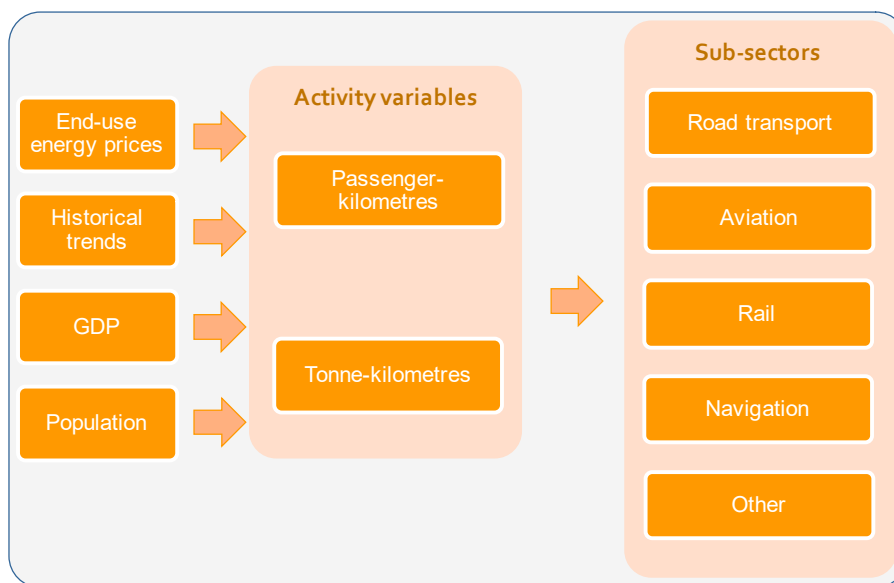 End-use
energy prices
Historical
trends
GDP
Population
Activity variables
Passenger-
kilometres
Tonne-kilometres
Sub-sectors
Road transport
Aviation
Rail
Navigation
Other